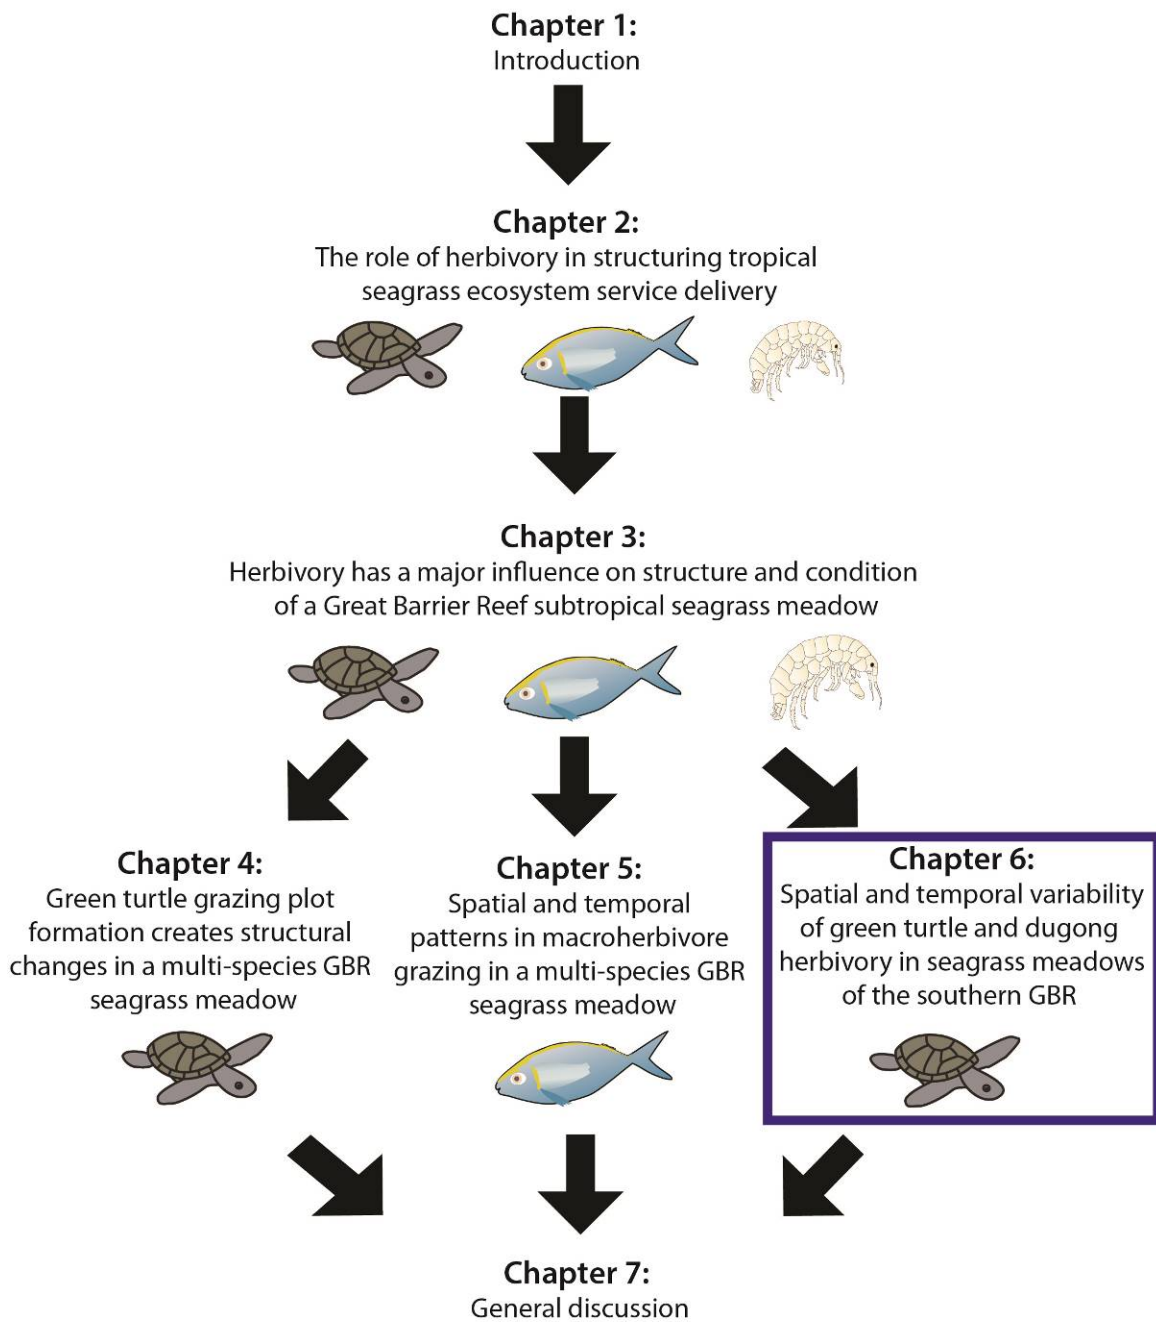 Chapter 1:
Introduction
Chapter 2:
The role of herbivory in structuring tropical
seagrass ecosystem service delivery
Chapter 3:
Herbivory has a major influence on structure and condition
of a Great Barrier Reef subtropical seagrass meadow
Chapter 4:
Green turtle grazing plot
formation creates structural
changes in a multi-species GBR
seagrass meadow
Chapter 5:
Spatial and temporal
patterns in macroherbivore
grazing in a multi-species GBR
seagrass meadow
Chapter 6:
Spatial and temporal variability
of green turtle and dugong
herbivory in seagrass meadows
of the southern GBR
Chapter 7:
General discussion